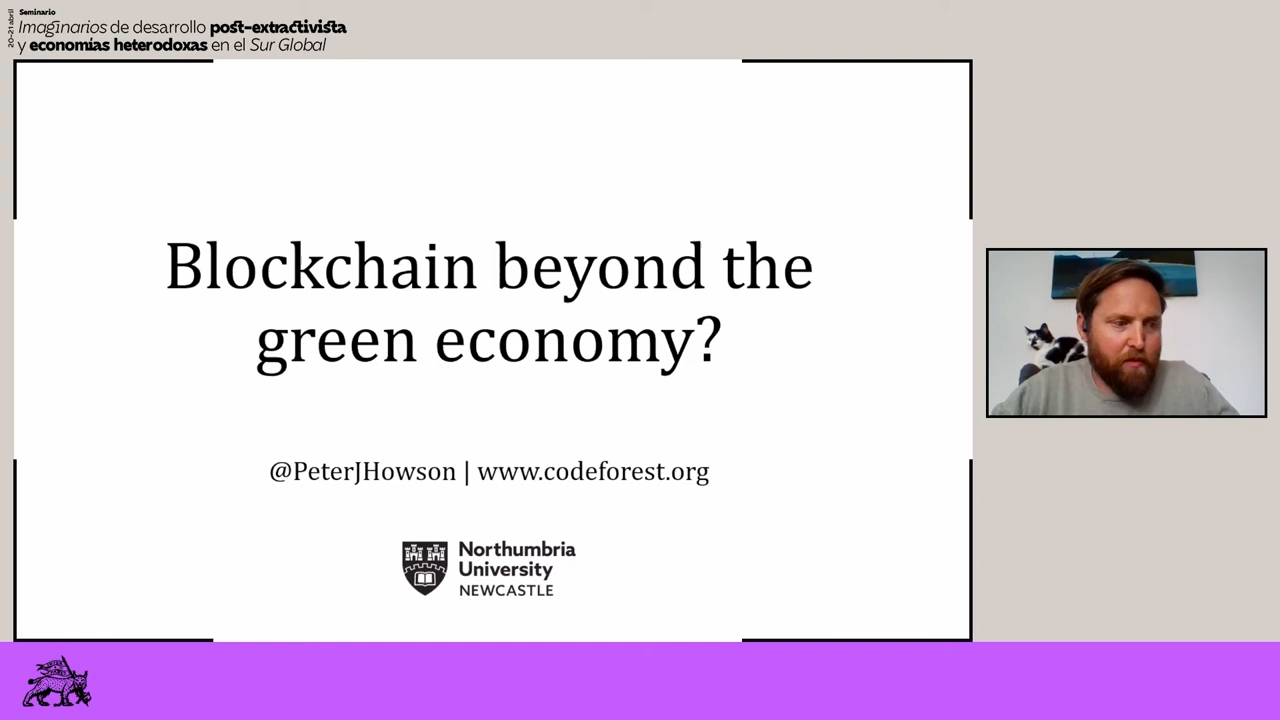 20-21 abril
Seminario
Imaginarios de desarrollo post-extractivista
y economías heterodoxas en el Sur Global
Blockchain beyond the
green economy?
@PeterJHowson | www.codeforest.org
Northumbria
University
NEWCASTLE